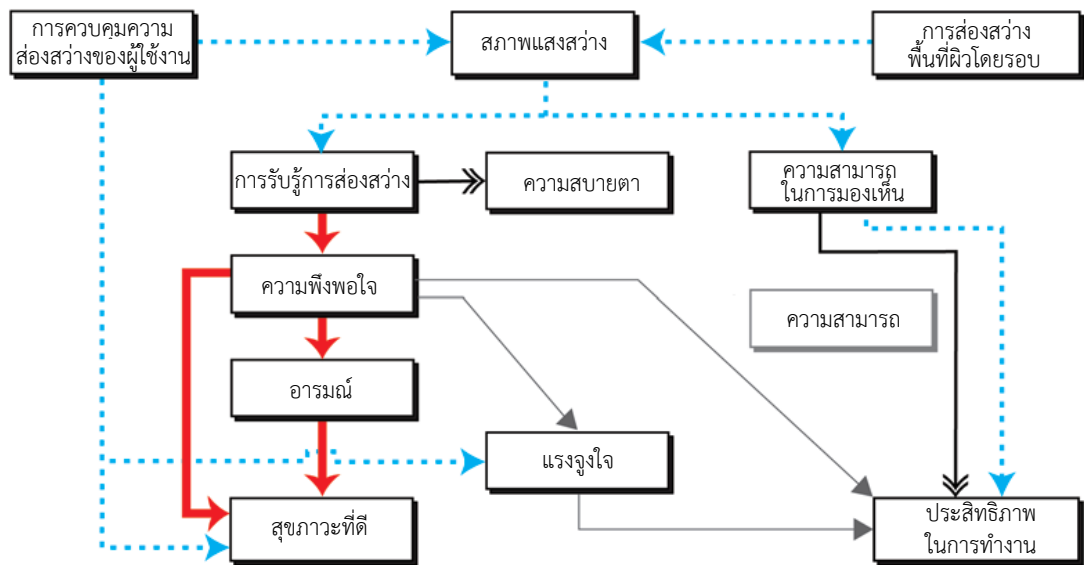 การควบคุมความ
ส่องสว่างของผู้ใช้งาน
สภาพแสงสว่าง
การส่องสว่าง
พื้นที่ผิวโดยรอบ
การรับรู้การส่องสว่าง
ความสบายตา
ความสามารถ
ในการมองเห็น
ความพึงพอใจ
ความสามารถ
อารมณ์
แรงจูงใจ
สุขภาวะที่ดี
ประสิทธิภาพ
ในการทำงาน